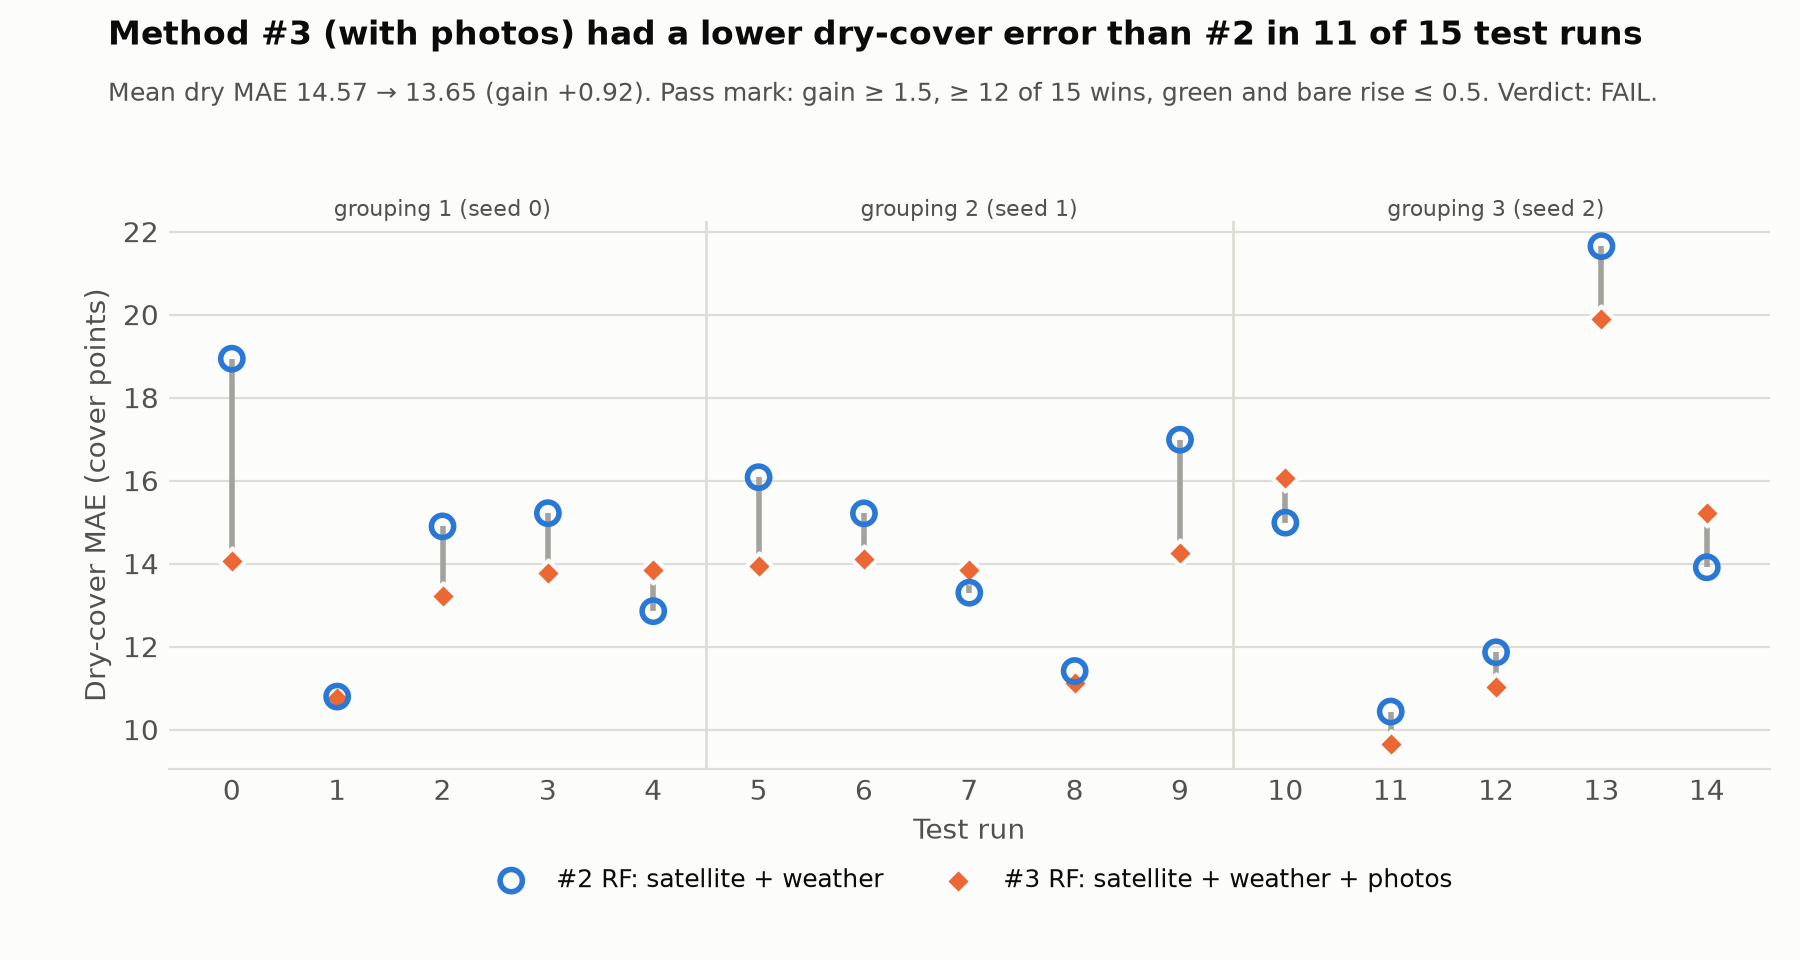 Method #3 (with photos) had a lower dry-cover error than #2 in 11 of 15 test runs
Mean dry MAE 14.57 → 13.65 (gain +0.92). Pass mark: gain ≥ 1.5, ≥ 12 of 15 wins, green and bare rise ≤ 0.5. Verdict: FAIL.
grouping 1 (seed 0)
grouping 2 (seed 1)
grouping 3 (seed 2)
Dry-cover MAE (cover points)
22
20
18
16
14
12
10
0 1 2 3 4 5 6 7 8 9 10 11 12 13 14
Test run
#2 RF: satellite + weather
#3 RF: satellite + weather + photos